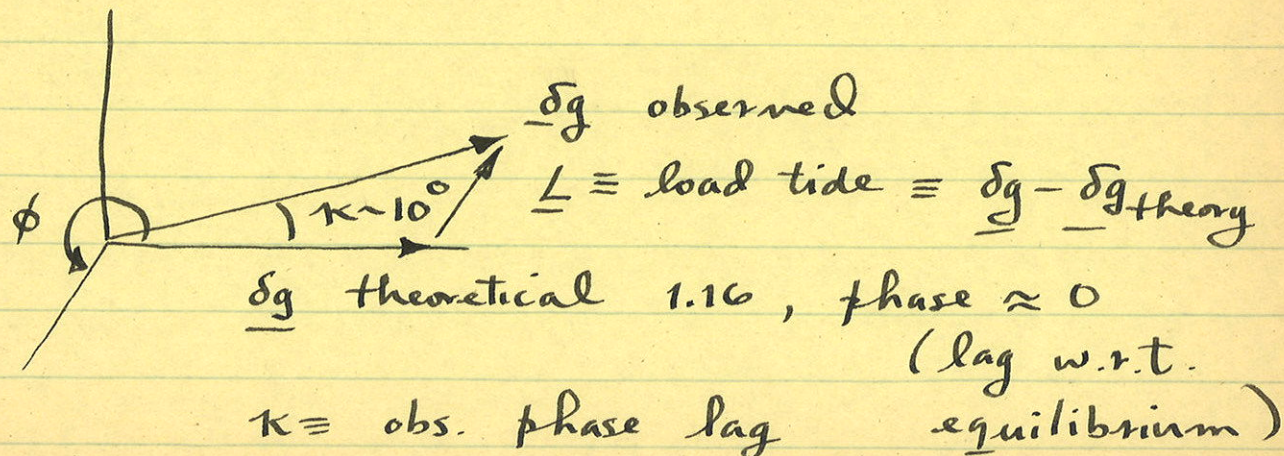 δg observed
φ κ~10° L ≡ load tide ≡ δg - δg theory
δg theoretical 1.16, phase ≈ 0
(lag w.r.t.
κ ≡ obs. phase lag equilibrium)